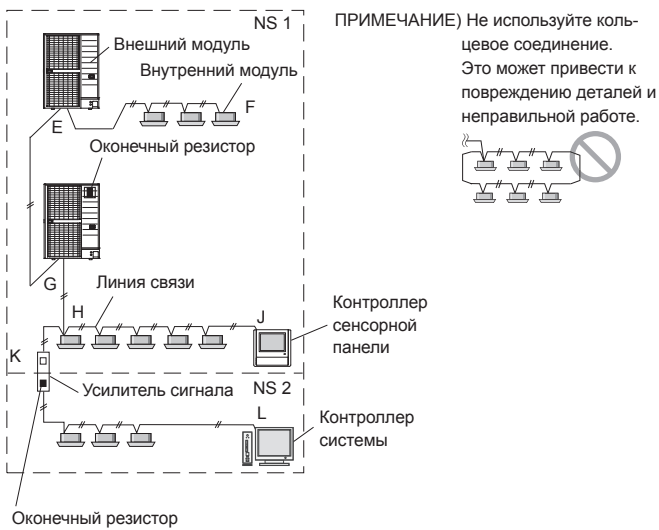 NS 1
Внешний модуль
Внутренний модуль
E
F
Оконечный резистор
G
Линия связи
H
J
Контроллер
сенсорной
панели
K
Усилитель сигнала
NS 2
L
Контроллер
системы
Оконечный резистор
ПРИМЕЧАНИЕ) Не используйте коль-
цевое соединение.
Это может привести к
повреждению деталей и
неправильной работе.